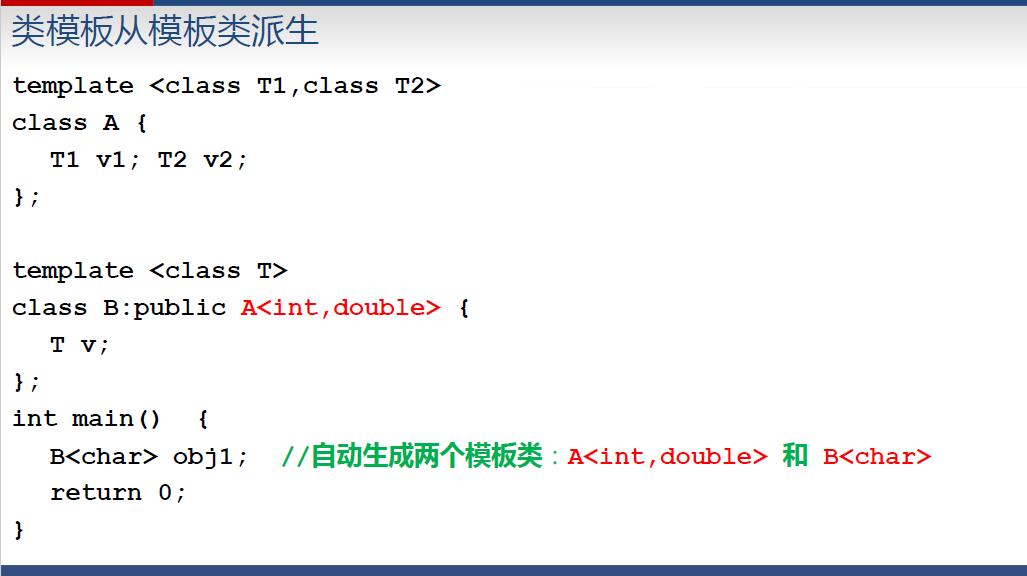 类模板从模板类派生
template <class T1,class T2>
class A {
T1 v1; T2 v2;
};
template <class T>
class B:public A<int,double> {
T v;
};
int main() {
B<char> obj1; //自动生成两个模板类：A<int,double> 和 B<char>
return 0;
}